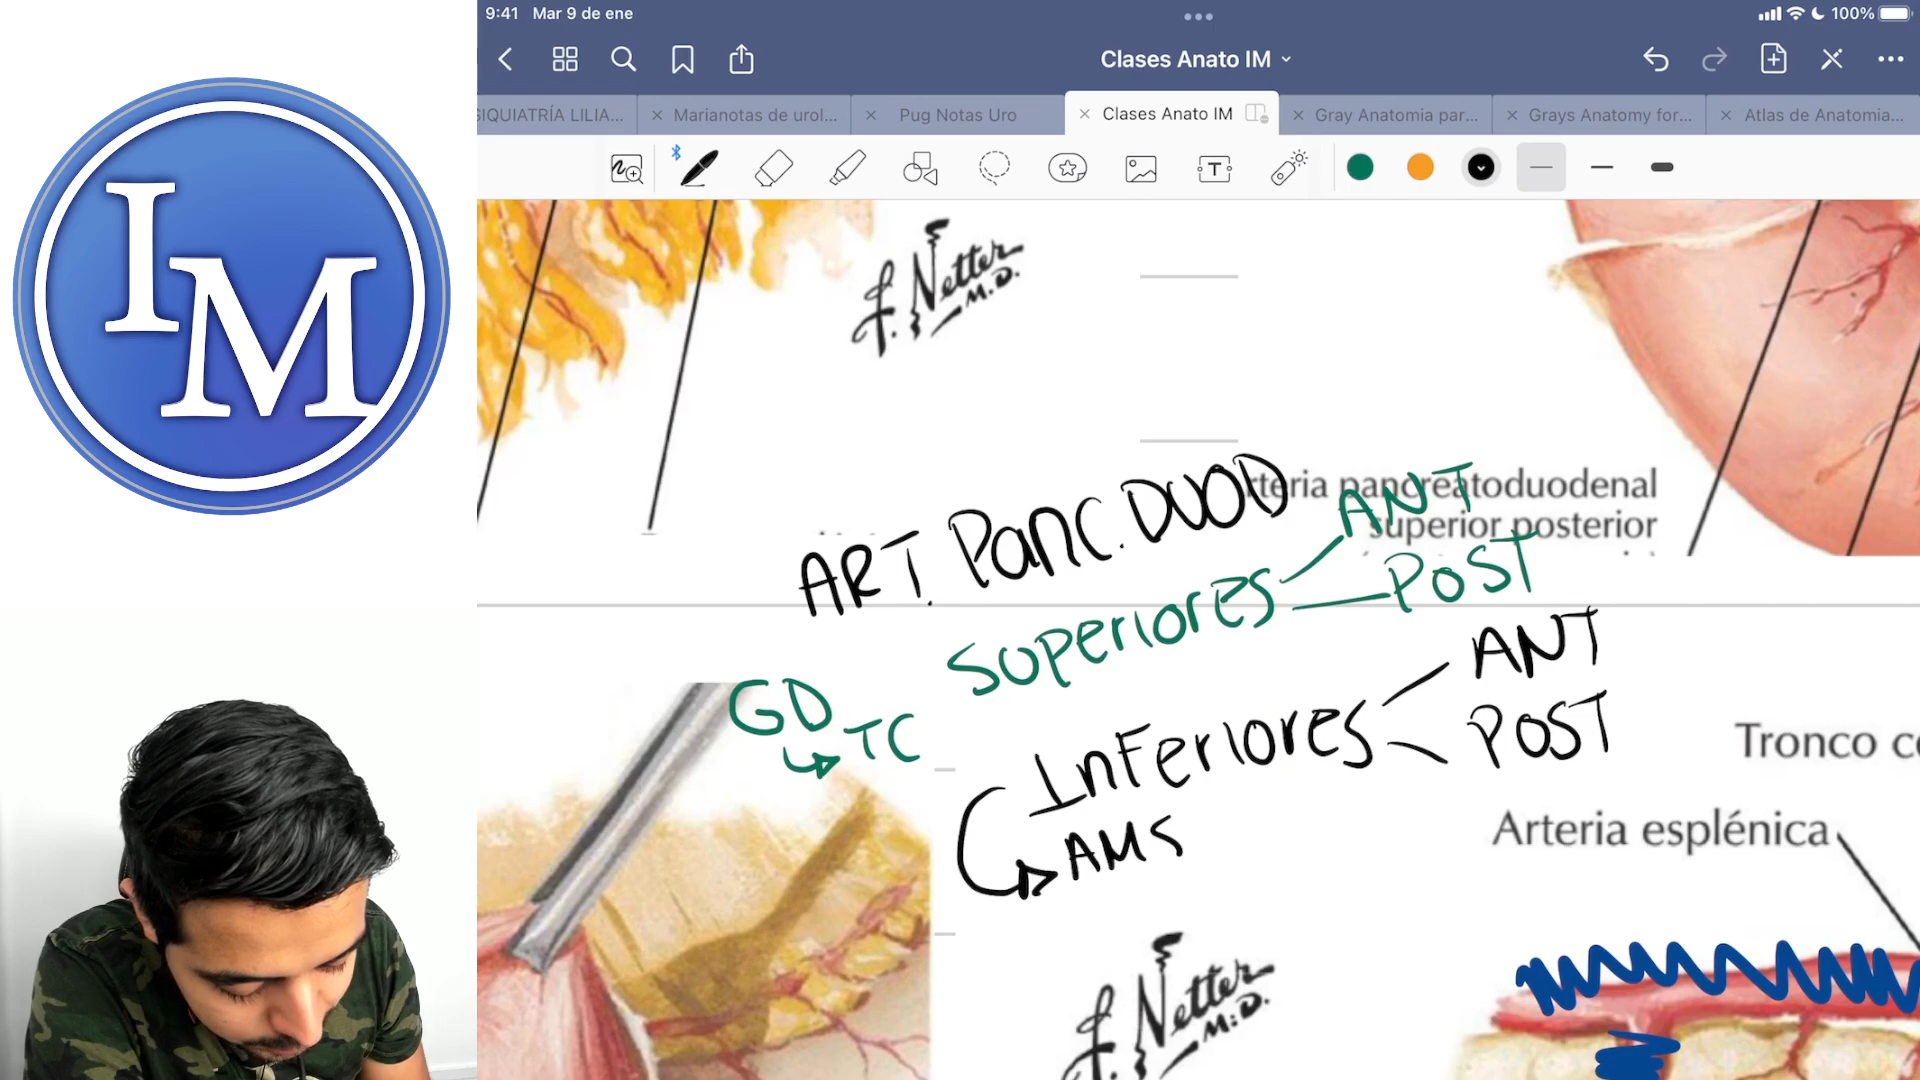 9:41 Mar 9 de ene
100%
Clases Anato IM
SIQUIATRÍA LILIA...
Marianotas de urol...
Pug Notas Uro
Clases Anato IM
Gray Anatomia par...
Grays Anatomy for...
Atlas de Anatomia...
IM
T
F. Netter M.D.
ART. Panc. DUOD
teria pancreatoduodenal
superior posterior
ANT
Superiores
POST
GD
TC
ANT
Inferiores
POST
AMS
Tronco c
Arteria esplénica
F. Netter M.D.